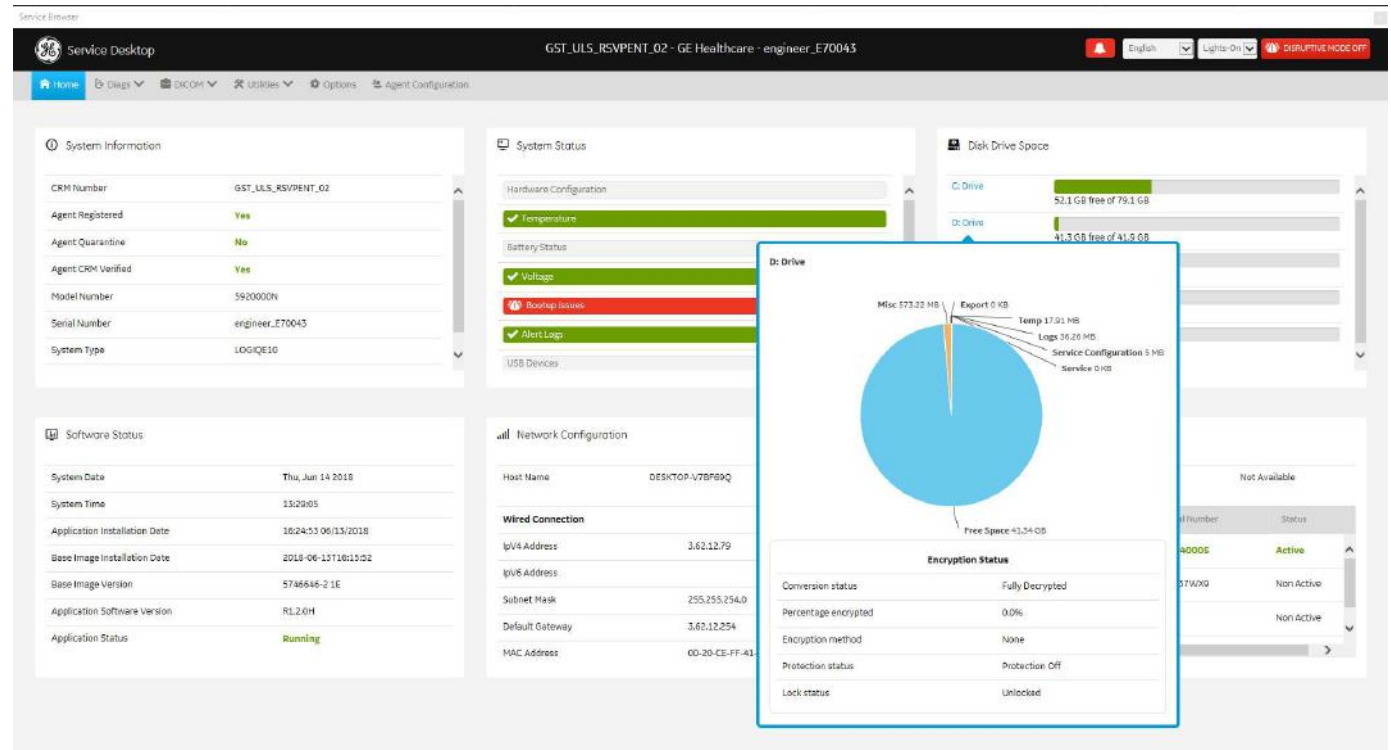 Service Browser
Service Desktop
GST_ULS_RSVPENT_02 - GE Healthcare - engineer_E70043
English
Lights-On
DISRUPTIVE MODE OFF
Home
Diags
DICOM
Utilities
Options
Agent Configuration
System Information
CRM Number GST_ULS_RSVPENT_02
Agent Registered Yes
Agent Quarantine No
Agent CRM Verified Yes
Model Number 5920000N
Serial Number engineer_E70043
System Type LOGIQE10
System Status
Hardware Configuration
Temperature
Battery Status
Voltage
Bootup Issues
Alert Logs
USB Devices
Disk Drive Space
C: Drive
52.1 GB free of 79.1 GB
D: Drive
41.3 GB free of 41.9 GB
D: Drive
Misc 573.22 MB
Export 0 KB
Temp 17.91 MB
Logs 36.26 MB
Service Configuration 5 MB
Service 0 KB
Free Space 41.34 GB
Encryption Status
Conversion status Fully Decrypted
Percentage encrypted 0.0%
Encryption method None
Protection status Protection Off
Lock status Unlocked
Software Status
System Date Thu, Jun 14 2018
System Time 13:29:05
Application Installation Date 16:24:53 06/13/2018
Base Image Installation Date 2018-06-13T16:15:52
Base Image Version 5746646-2 1E
Application Software Version R1.2.0H
Application Status Running
Network Configuration
Host Name DESKTOP-V7BF69Q
Wired Connection
IpV4 Address 3.62.12.79
IpV6 Address
Subnet Mask 255.255.254.0
Default Gateway 3.62.12.254
MAC Address 00-20-CE-FF-41-
Not Available
Number Status
40005 Active
37WX9 Non Active
Non Active